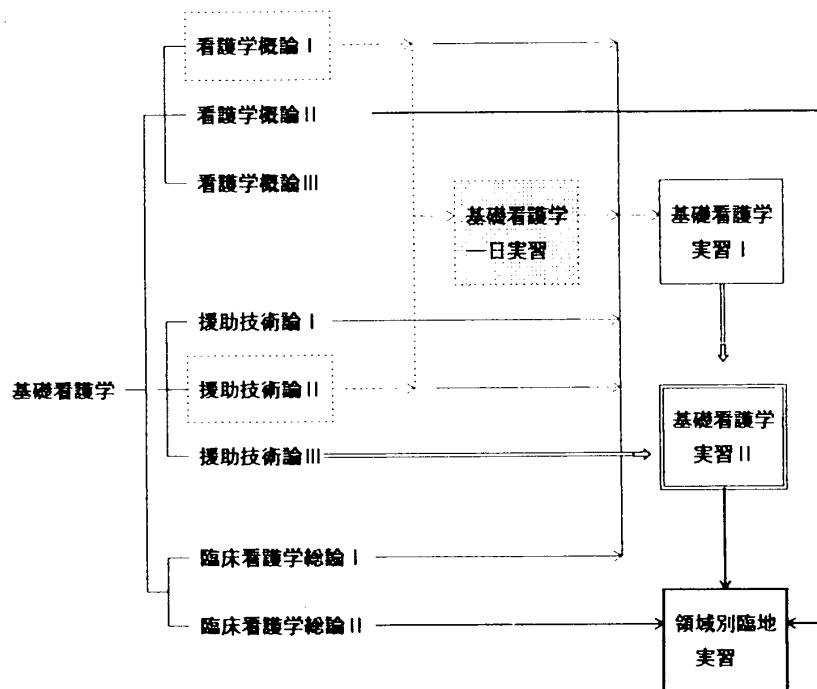 看護学概論Ⅰ
看護学概論Ⅱ
看護学概論Ⅲ
基礎看護学
一日実習
基礎看護学
実習Ⅰ
援助技術論Ⅰ
基礎看護学
援助技術論Ⅱ
援助技術論Ⅲ
基礎看護学
実習Ⅱ
臨床看護学総論Ⅰ
臨床看護学総論Ⅱ
領域別臨地
実習